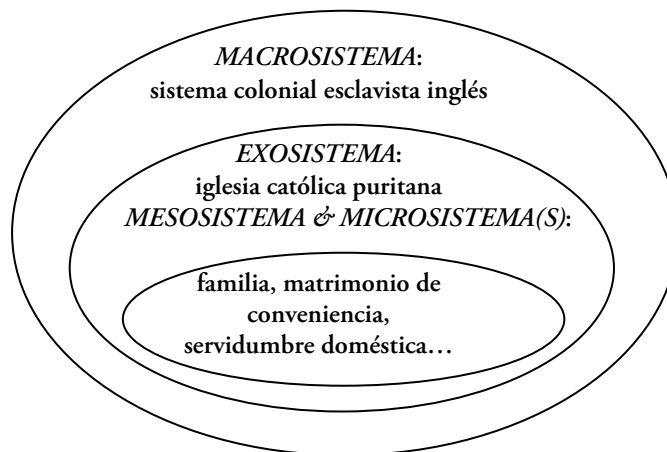 MACROSISTEMA:
sistema colonial esclavista inglés
EXOSISTEMA:
iglesia católica puritana
MESOSISTEMA & MICROSISTEMA(S):
familia, matrimonio de
conveniencia,
servidumbre doméstica…